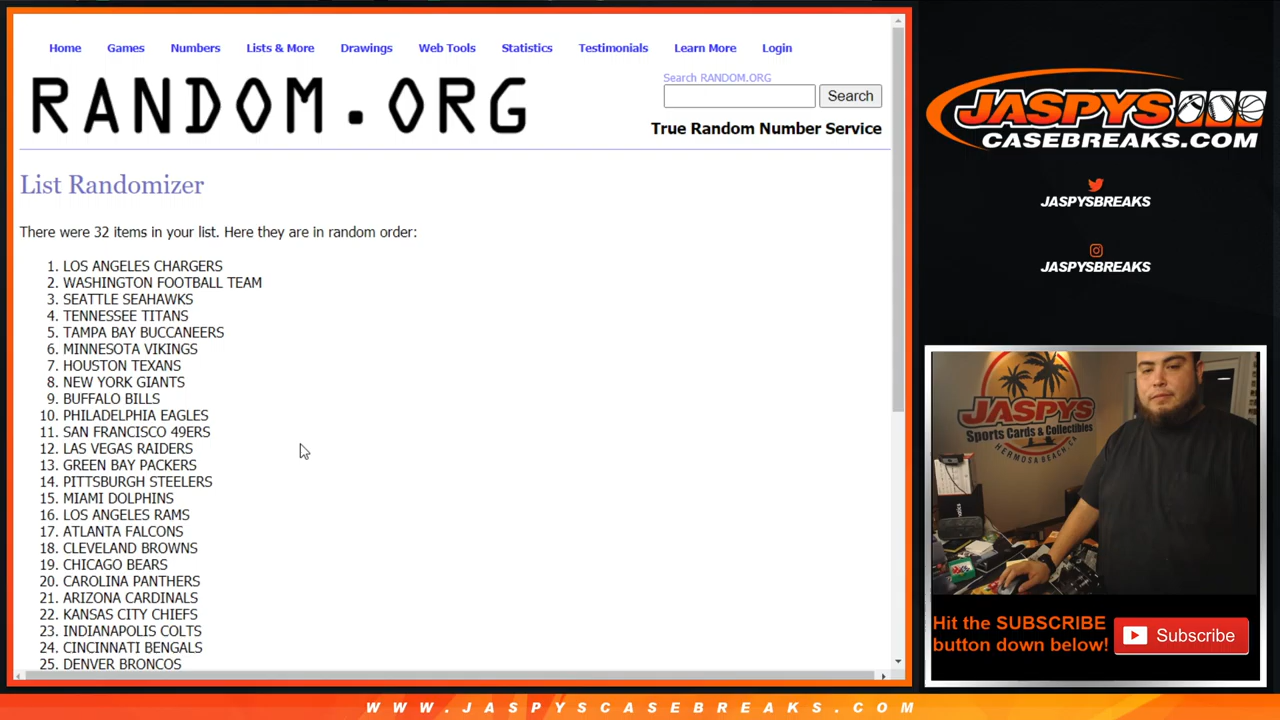 Home Games Numbers Lists & More Drawings Web Tools Statistics Testimonials Learn More Login
RANDOM.ORG
Search RANDOM.ORG
Search
True Random Number Service
List Randomizer
There were 32 items in your list. Here they are in random order:
1. LOS ANGELES CHARGERS
2. WASHINGTON FOOTBALL TEAM
3. SEATTLE SEAHAWKS
4. TENNESSEE TITANS
5. TAMPA BAY BUCCANEERS
6. MINNESOTA VIKINGS
7. HOUSTON TEXANS
8. NEW YORK GIANTS
9. BUFFALO BILLS
10. PHILADELPHIA EAGLES
11. SAN FRANCISCO 49ERS
12. LAS VEGAS RAIDERS
13. GREEN BAY PACKERS
14. PITTSBURGH STEELERS
15. MIAMI DOLPHINS
16. LOS ANGELES RAMS
17. ATLANTA FALCONS
18. CLEVELAND BROWNS
19. CHICAGO BEARS
20. CAROLINA PANTHERS
21. ARIZONA CARDINALS
22. KANSAS CITY CHIEFS
23. INDIANAPOLIS COLTS
24. CINCINNATI BENGALS
25. DENVER BRONCOS
JASPYS
CASEBREAKS.COM
JASPYSBREAKS
JASPYSBREAKS
JASPYS
Sports Cards & Collectibles
HERMOSA BEACH, CA
Hit the SUBSCRIBE
button down below!
Subscribe
WWW.JASPYSCASEBREAKS.COM